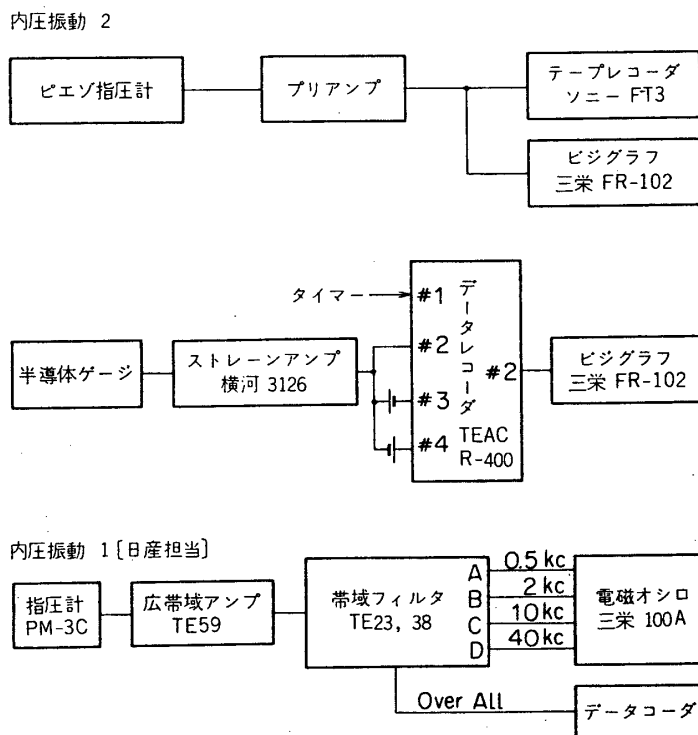 内圧振動 2
ピエゾ指圧計
プリアンプ
テープレコーダ
ソニー FT3
ビジグラフ
三栄 FR-102
タイマー
#1
#2
#3
#4
データレコーダ
TEAC
R-400
#2
半導体ゲージ
ストレーンアンプ
横河 3126
ビジグラフ
三栄 FR-102
内圧振動 1〔日産担当〕
指圧計
PM-3C
広帯域アンプ
TE59
帯域フィルタ
TE23, 38
A
B
C
D
0.5 kc
2 kc
10 kc
40 kc
電磁オシロ
三栄 100A
Over All
データコーダ